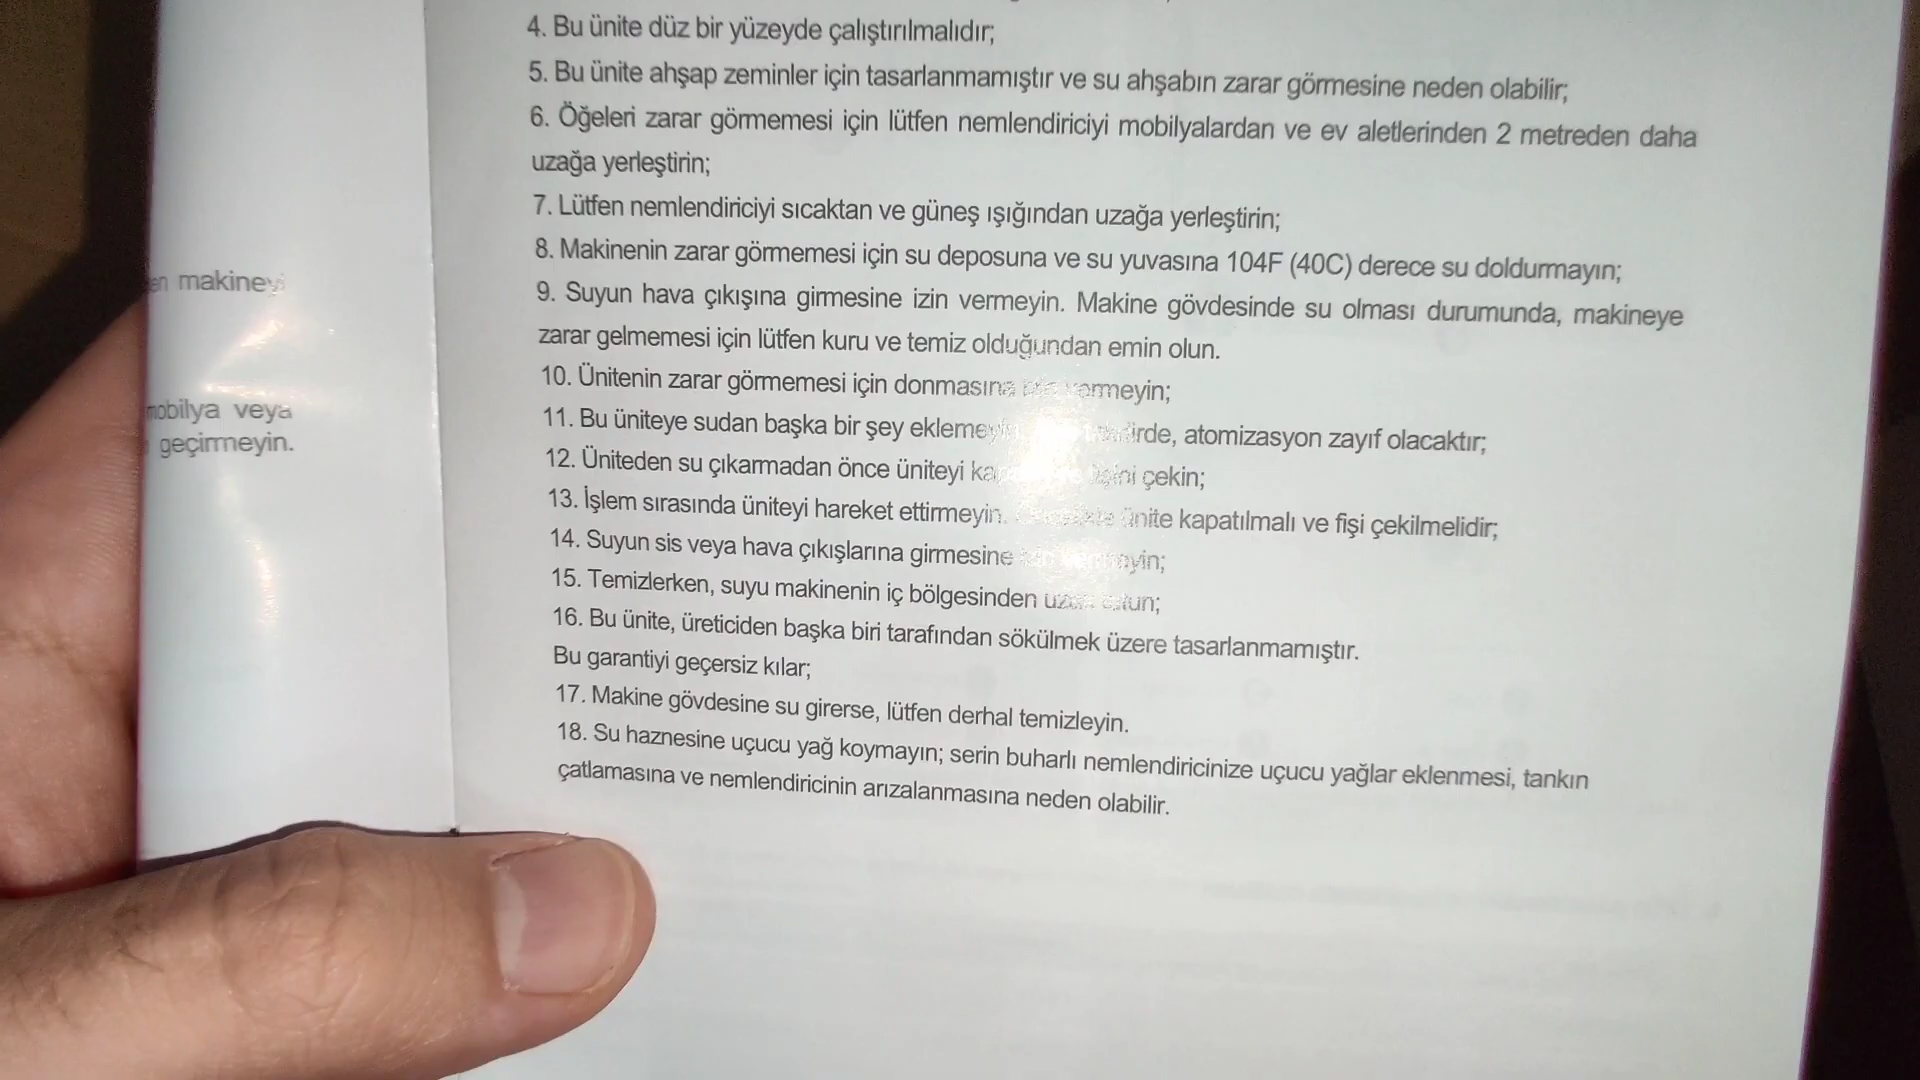 makineyi
mobilya veya
geçirmeyin.
4. Bu ünite düz bir yüzeyde çalıştırılmalıdır;
5. Bu ünite ahşap zeminler için tasarlanmamıştır ve su ahşabın zarar görmesine neden olabilir;
6. Öğeleri zarar görmemesi için lütfen nemlendiriciyi mobilyalardan ve ev aletlerinden 2 metreden daha
uzağa yerleştirin;
7. Lütfen nemlendiriciyi sıcaktan ve güneş ışığından uzağa yerleştirin;
8. Makinenin zarar görmemesi için su deposuna ve su yuvasına 104F (40C) derece su doldurmayın;
9. Suyun hava çıkışına girmesine izin vermeyin. Makine gövdesinde su olması durumunda, makineye
zarar gelmemesi için lütfen kuru ve temiz olduğundan emin olun.
10. Ünitenin zarar görmemesi için donmasına izin vermeyin;
11. Bu üniteye sudan başka bir şey eklemeyin, atomizasyon zayıf olacaktır;
12. Üniteden su çıkarmadan önce üniteyi fişini çekin;
13. İşlem sırasında üniteyi hareket ettirmeyin. ünite kapatılmalı ve fişi çekilmelidir;
14. Suyun sis veya hava çıkışlarına girmesine izin vermeyin;
15. Temizlerken, suyu makinenin iç bölgesinden uzak tutun;
16. Bu ünite, üreticiden başka biri tarafından sökülmek üzere tasarlanmamıştır.
Bu garantiyi geçersiz kılar;
17. Makine gövdesine su girerse, lütfen derhal temizleyin.
18. Su haznesine uçucu yağ koymayın; serin buharlı nemlendiricinize uçucu yağlar eklenmesi, tankın
çatlamasına ve nemlendiricinin arızalanmasına neden olabilir.